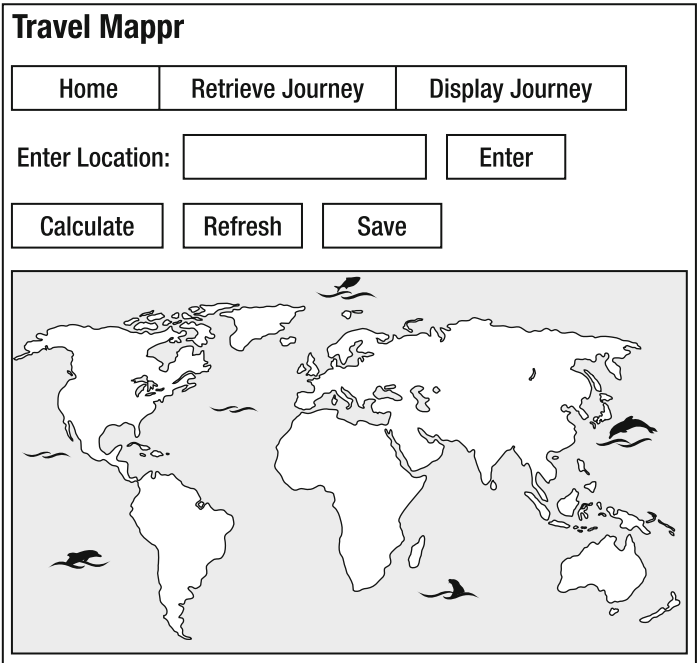 Travel Mappr
Home Retrieve Journey Display Journey
Enter Location: Enter
Calculate Refresh Save